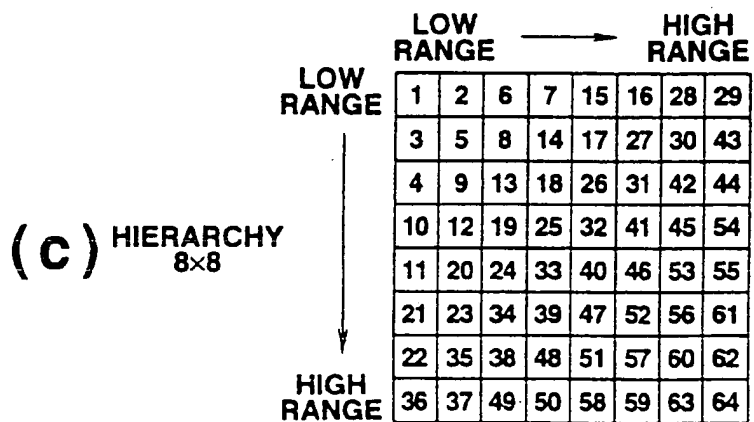 LOW RANGE HIGH RANGE
LOW RANGE
1 2 6 7 15 16 28 29
3 5 8 14 17 27 30 43
4 9 13 18 26 31 42 44
10 12 19 25 32 41 45 54
11 20 24 33 40 46 53 55
21 23 34 39 47 52 56 61
22 35 38 48 51 57 60 62
36 37 49 50 58 59 63 64
(c) HIERARCHY
8×8
HIGH RANGE